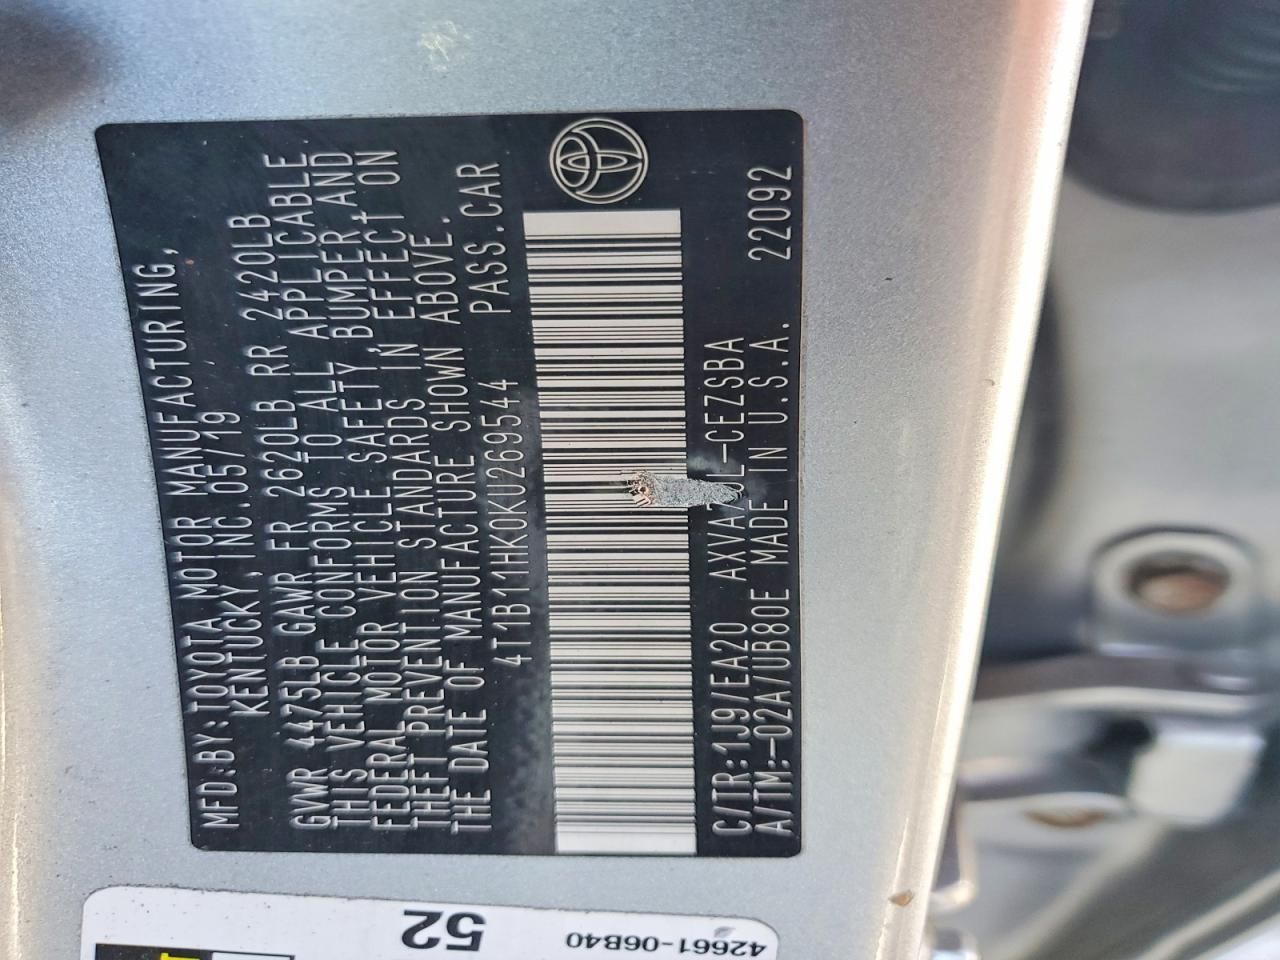 MFD.BY:TOYOTA MOTOR MANUFACTURING,
KENTUCKY, INC. 05/19
GVWR 4475LB GAWR FR 2620LB RR 2420LB
THIS VEHICLE CONFORMS TO ALL APPLICABLE
FEDERAL MOTOR VEHICLE SAFETY, BUMPER, AND
THEFT PREVENTION STANDARDS IN EFFECT ON
THE DATE OF MANUFACTURE SHOWN ABOVE.
4T1B11HK0KU269544 PASS.CAR
C/TR:1J9/EA20 L-CEZSBA
A/TM:-02A/UB80E MADE IN U.S.A. 22092
52
42661-06B40